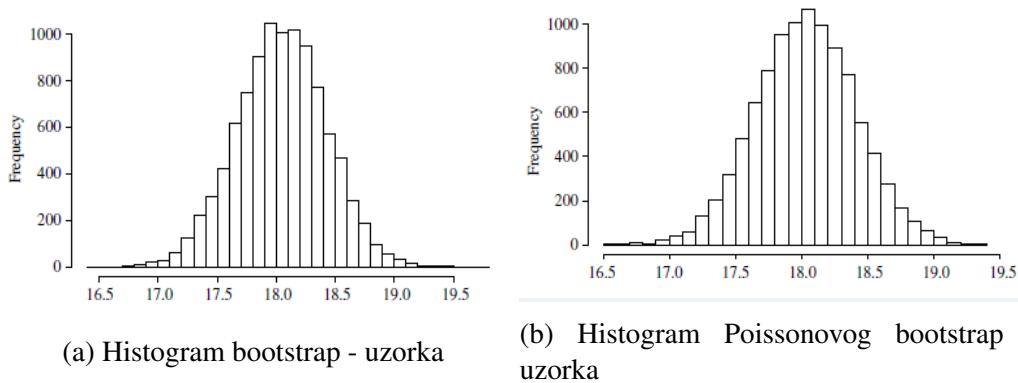 Frequency
1000
800
600
400
200
0
16.5 17.0 17.5 18.0 18.5 19.0 19.5
(a) Histogram bootstrap - uzorka
Frequency
1000
800
600
400
200
0
16.5 17.0 17.5 18.0 18.5 19.0 19.5
(b) Histogram Poissonovog bootstrap
uzorka